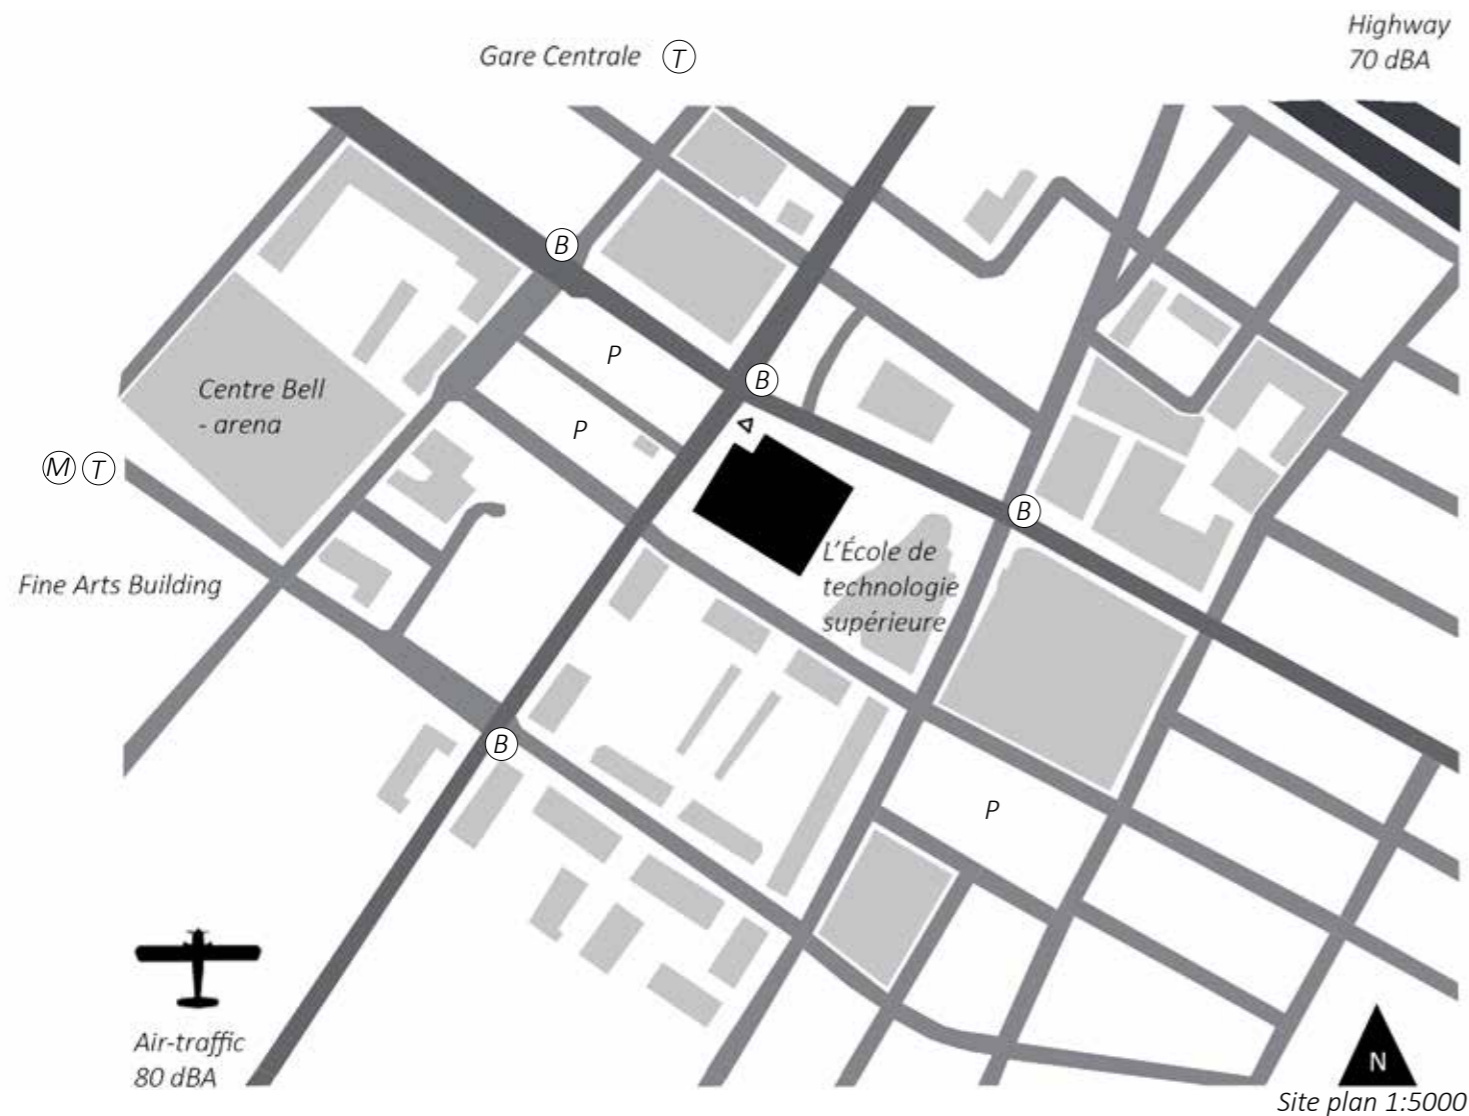 Highway
70 dBA
Gare Centrale T
B
P
B
Centre Bell
- arena
P
M T
B
L'École de
technologie
supérieure
Fine Arts Building
B
P
Air-traffic
80 dBA
N
Site plan 1:5000